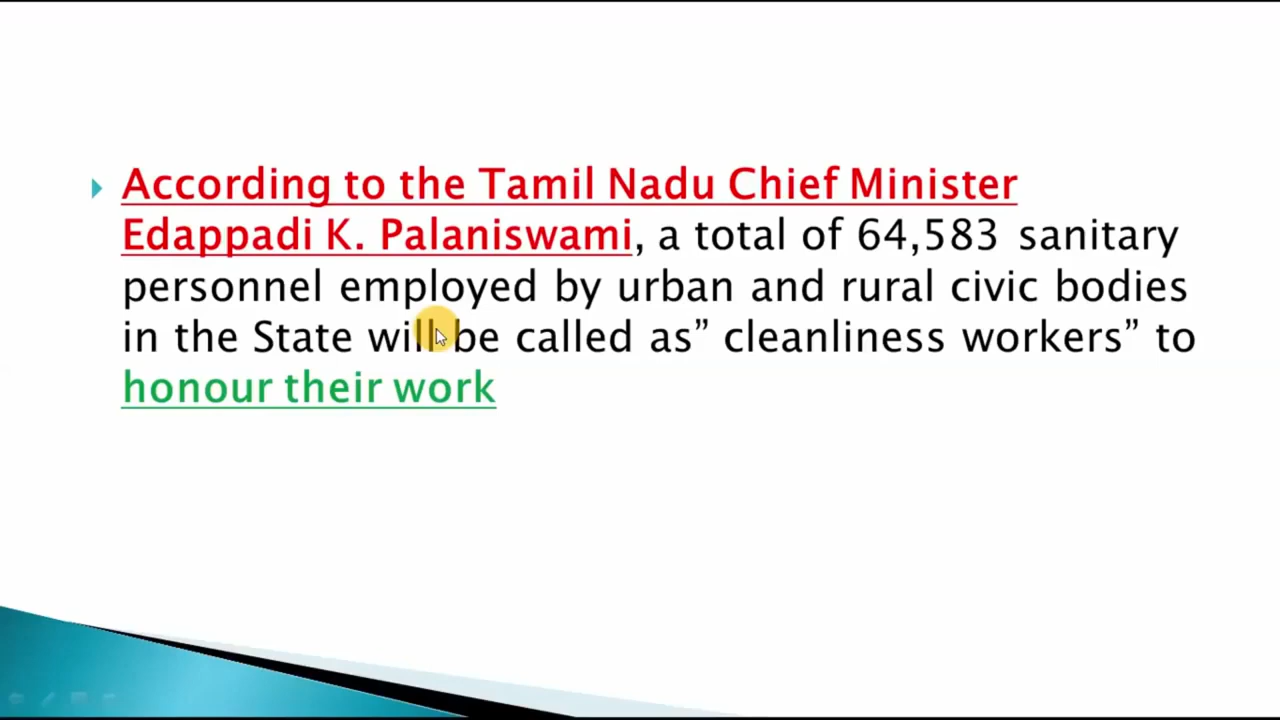 According to the Tamil Nadu Chief Minister
Edappadi K. Palaniswami, a total of 64,583 sanitary
personnel employed by urban and rural civic bodies
in the State will be called as” cleanliness workers” to
honour their work